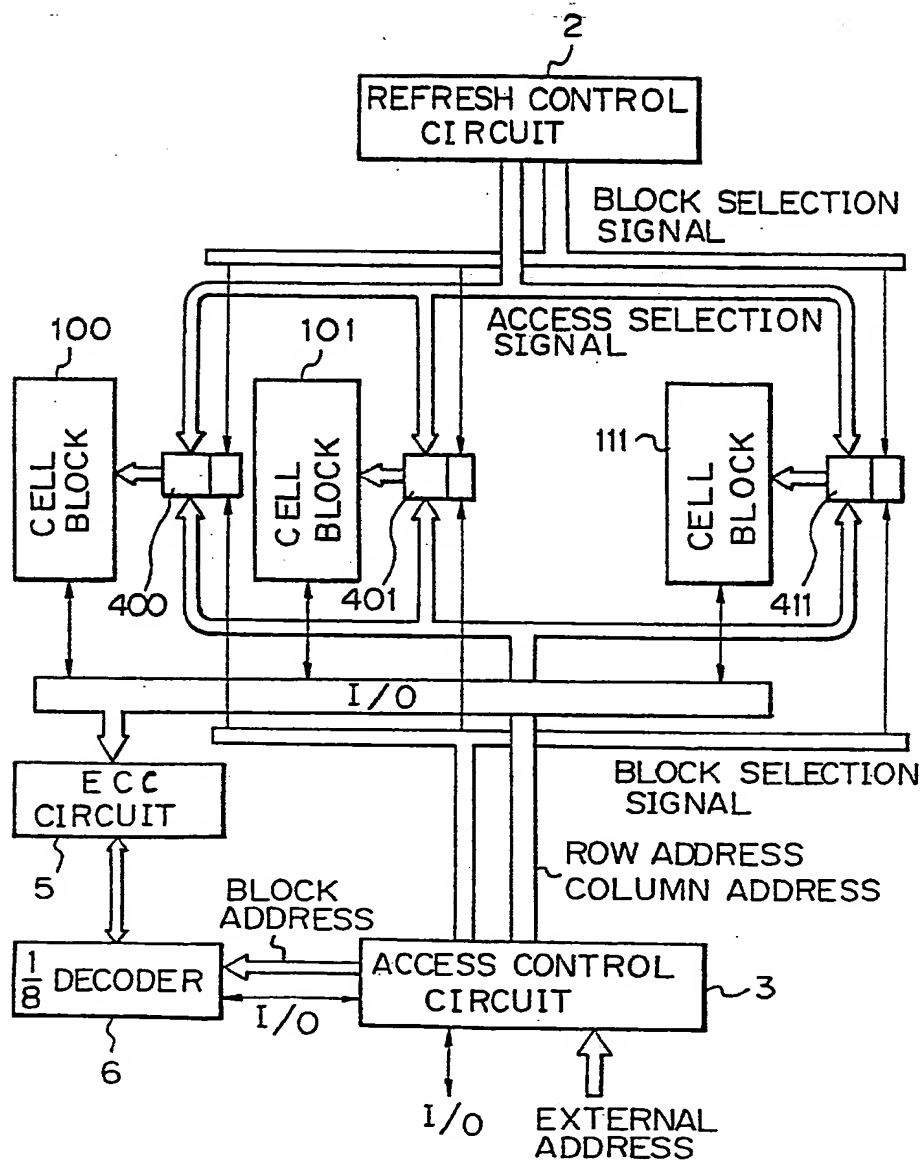 2
REFRESH CONTROL
CIRCUIT
BLOCK SELECTION
SIGNAL
ACCESS SELECTION
SIGNAL
100
101
111
CELL
BLOCK
CELL
BLOCK
CELL
BLOCK
400
401
411
I/O
ECC
CIRCUIT
5
BLOCK SELECTION
SIGNAL
ROW ADDRESS
COLUMN ADDRESS
BLOCK
ADDRESS
1/8 DECODER
6
I/O
ACCESS CONTROL
CIRCUIT
3
I/O
EXTERNAL
ADDRESS